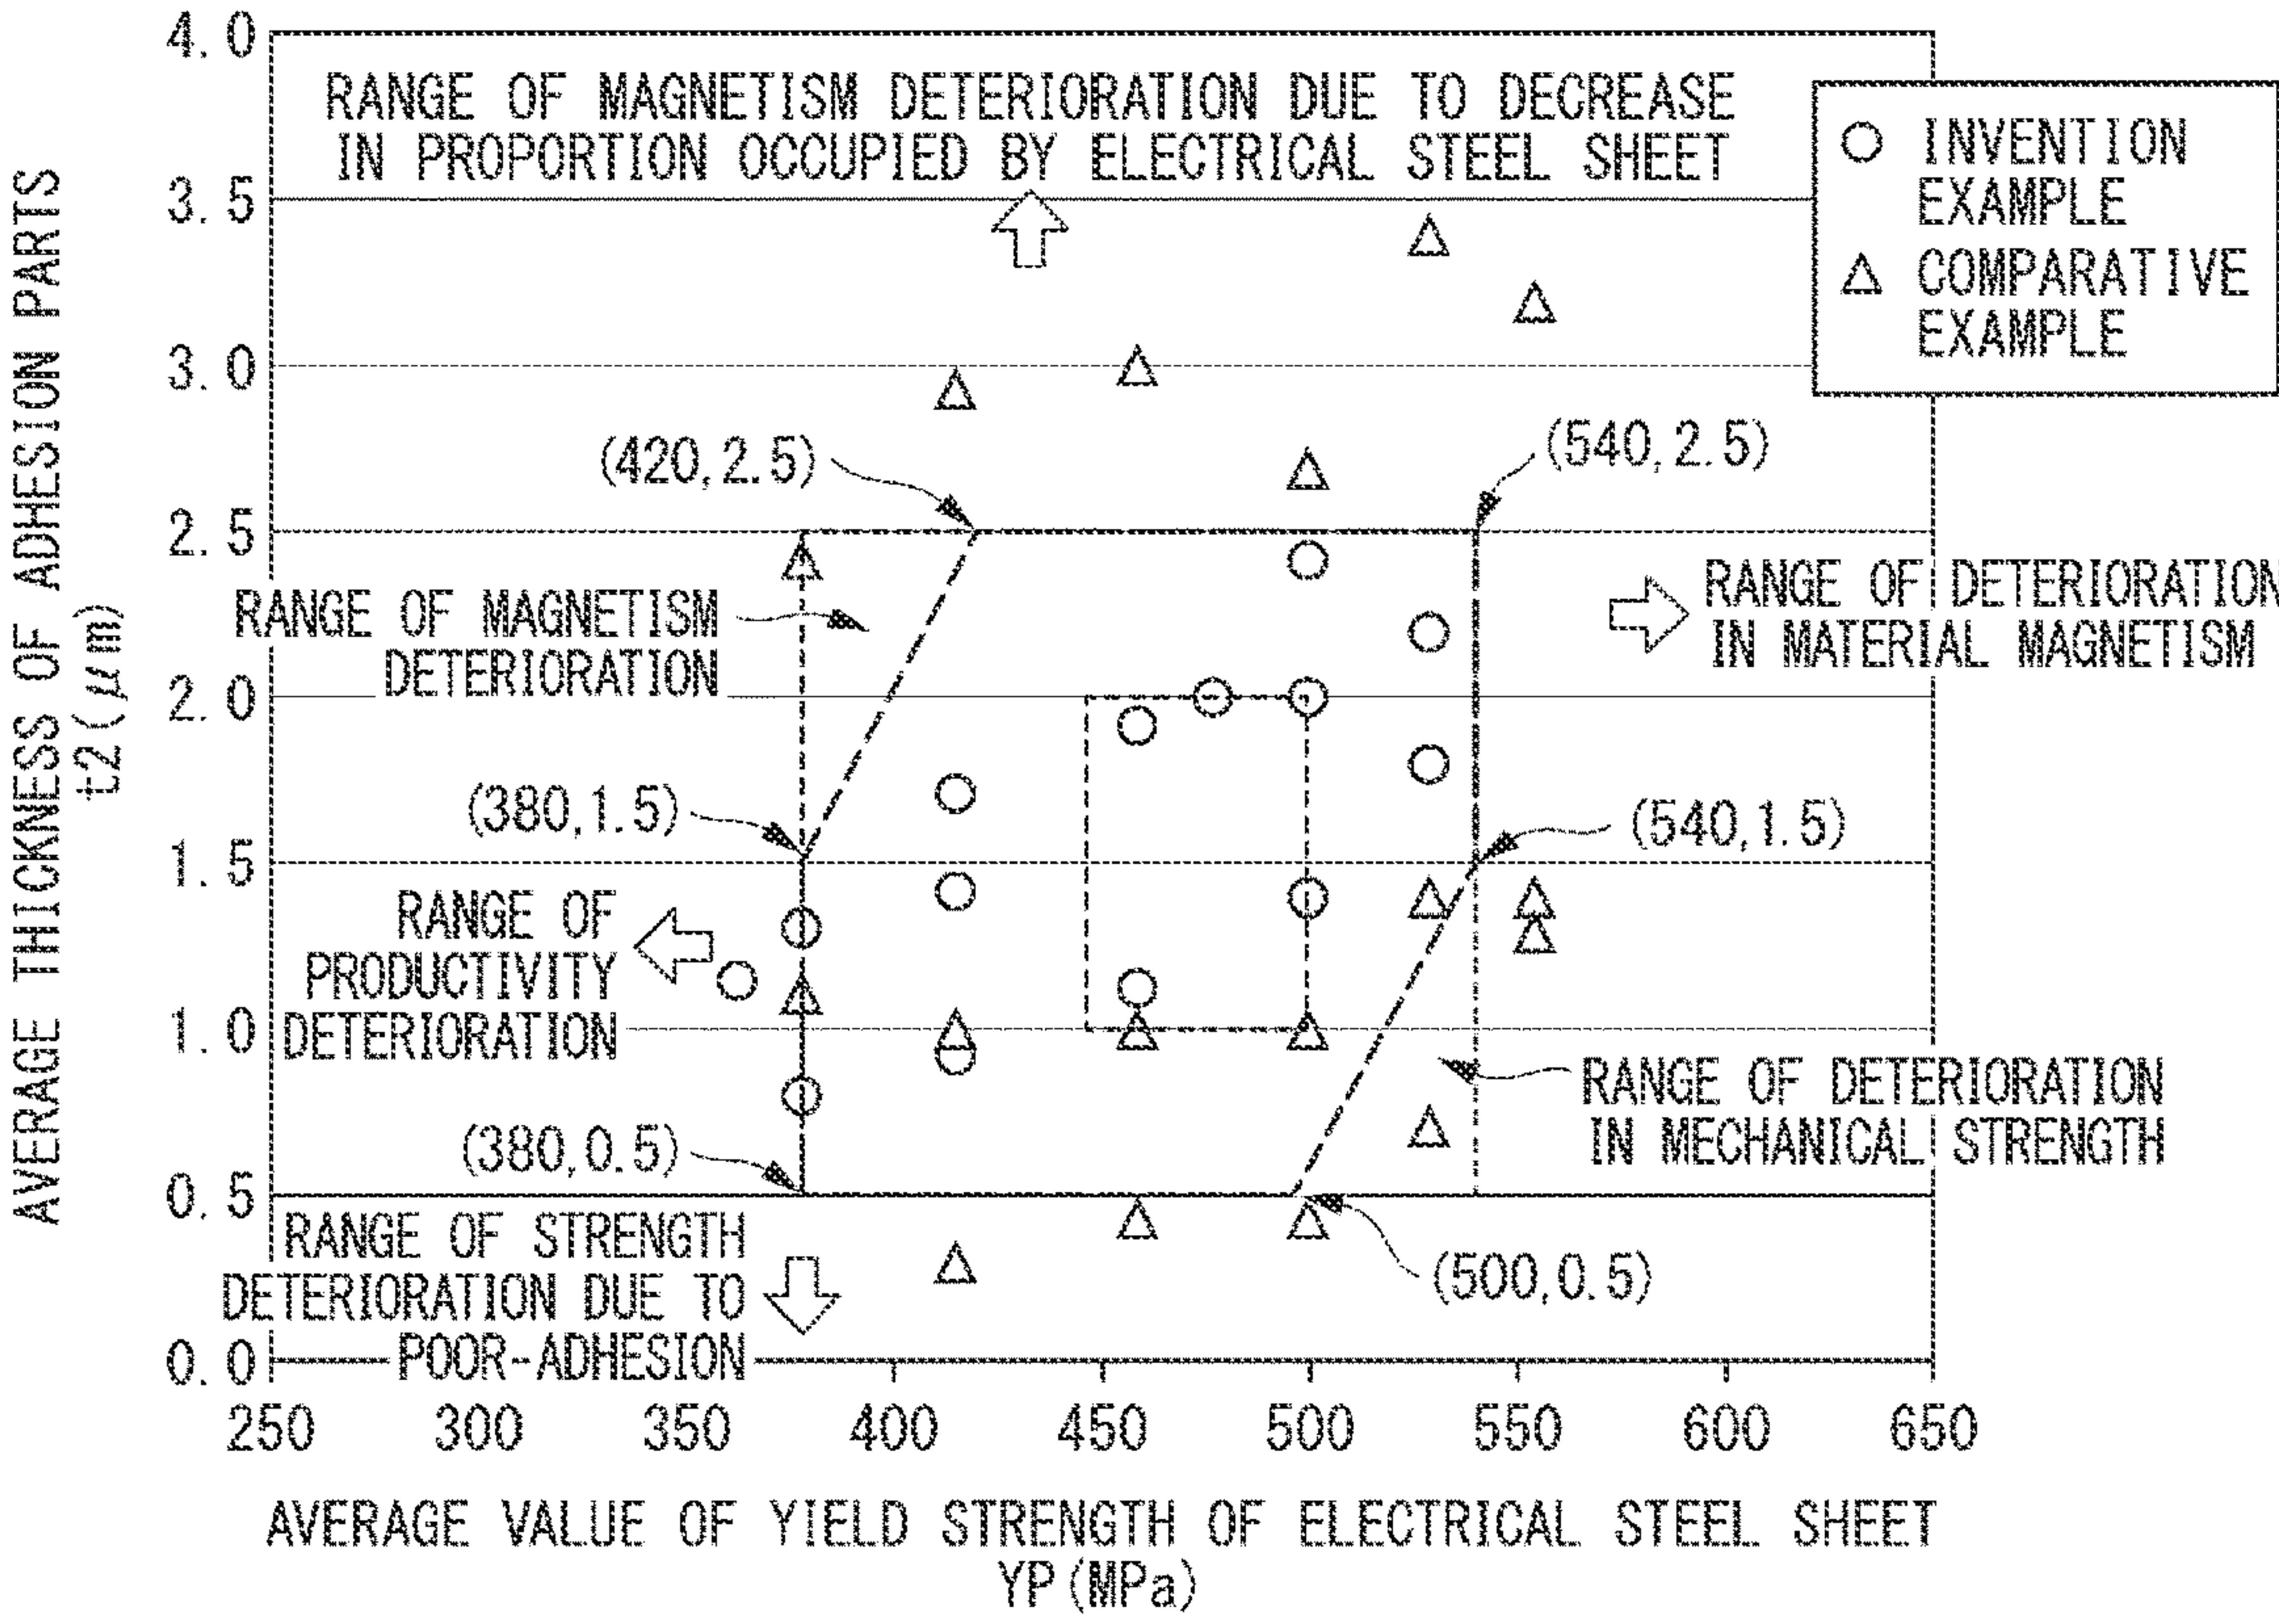 4.0
RANGE OF MAGNETISM DETERIORATION DUE TO DECREASE
IN PROPORTION OCCUPIED BY ELECTRICAL STEEL SHEET
INVENTION
EXAMPLE
COMPARATIVE
EXAMPLE
3.5
3.0
(420,2.5)
(540,2.5)
2.5
RANGE OF MAGNETISM
DETERIORATION
RANGE OF DETERIORATION
IN MATERIAL MAGNETISM
2.0
(380,1.5)
(540,1.5)
1.5
RANGE OF
PRODUCTIVITY
DETERIORATION
1.0
RANGE OF DETERIORATION
IN MECHANICAL STRENGTH
(380,0.5)
0.5
RANGE OF STRENGTH
DETERIORATION DUE TO
POOR-ADHESION
(500,0.5)
0.0
250 300 350 400 450 500 550 600 650
AVERAGE THICKNESS OF ADHESION PARTS
t2(μm)
AVERAGE VALUE OF YIELD STRENGTH OF ELECTRICAL STEEL SHEET
YP(MPa)